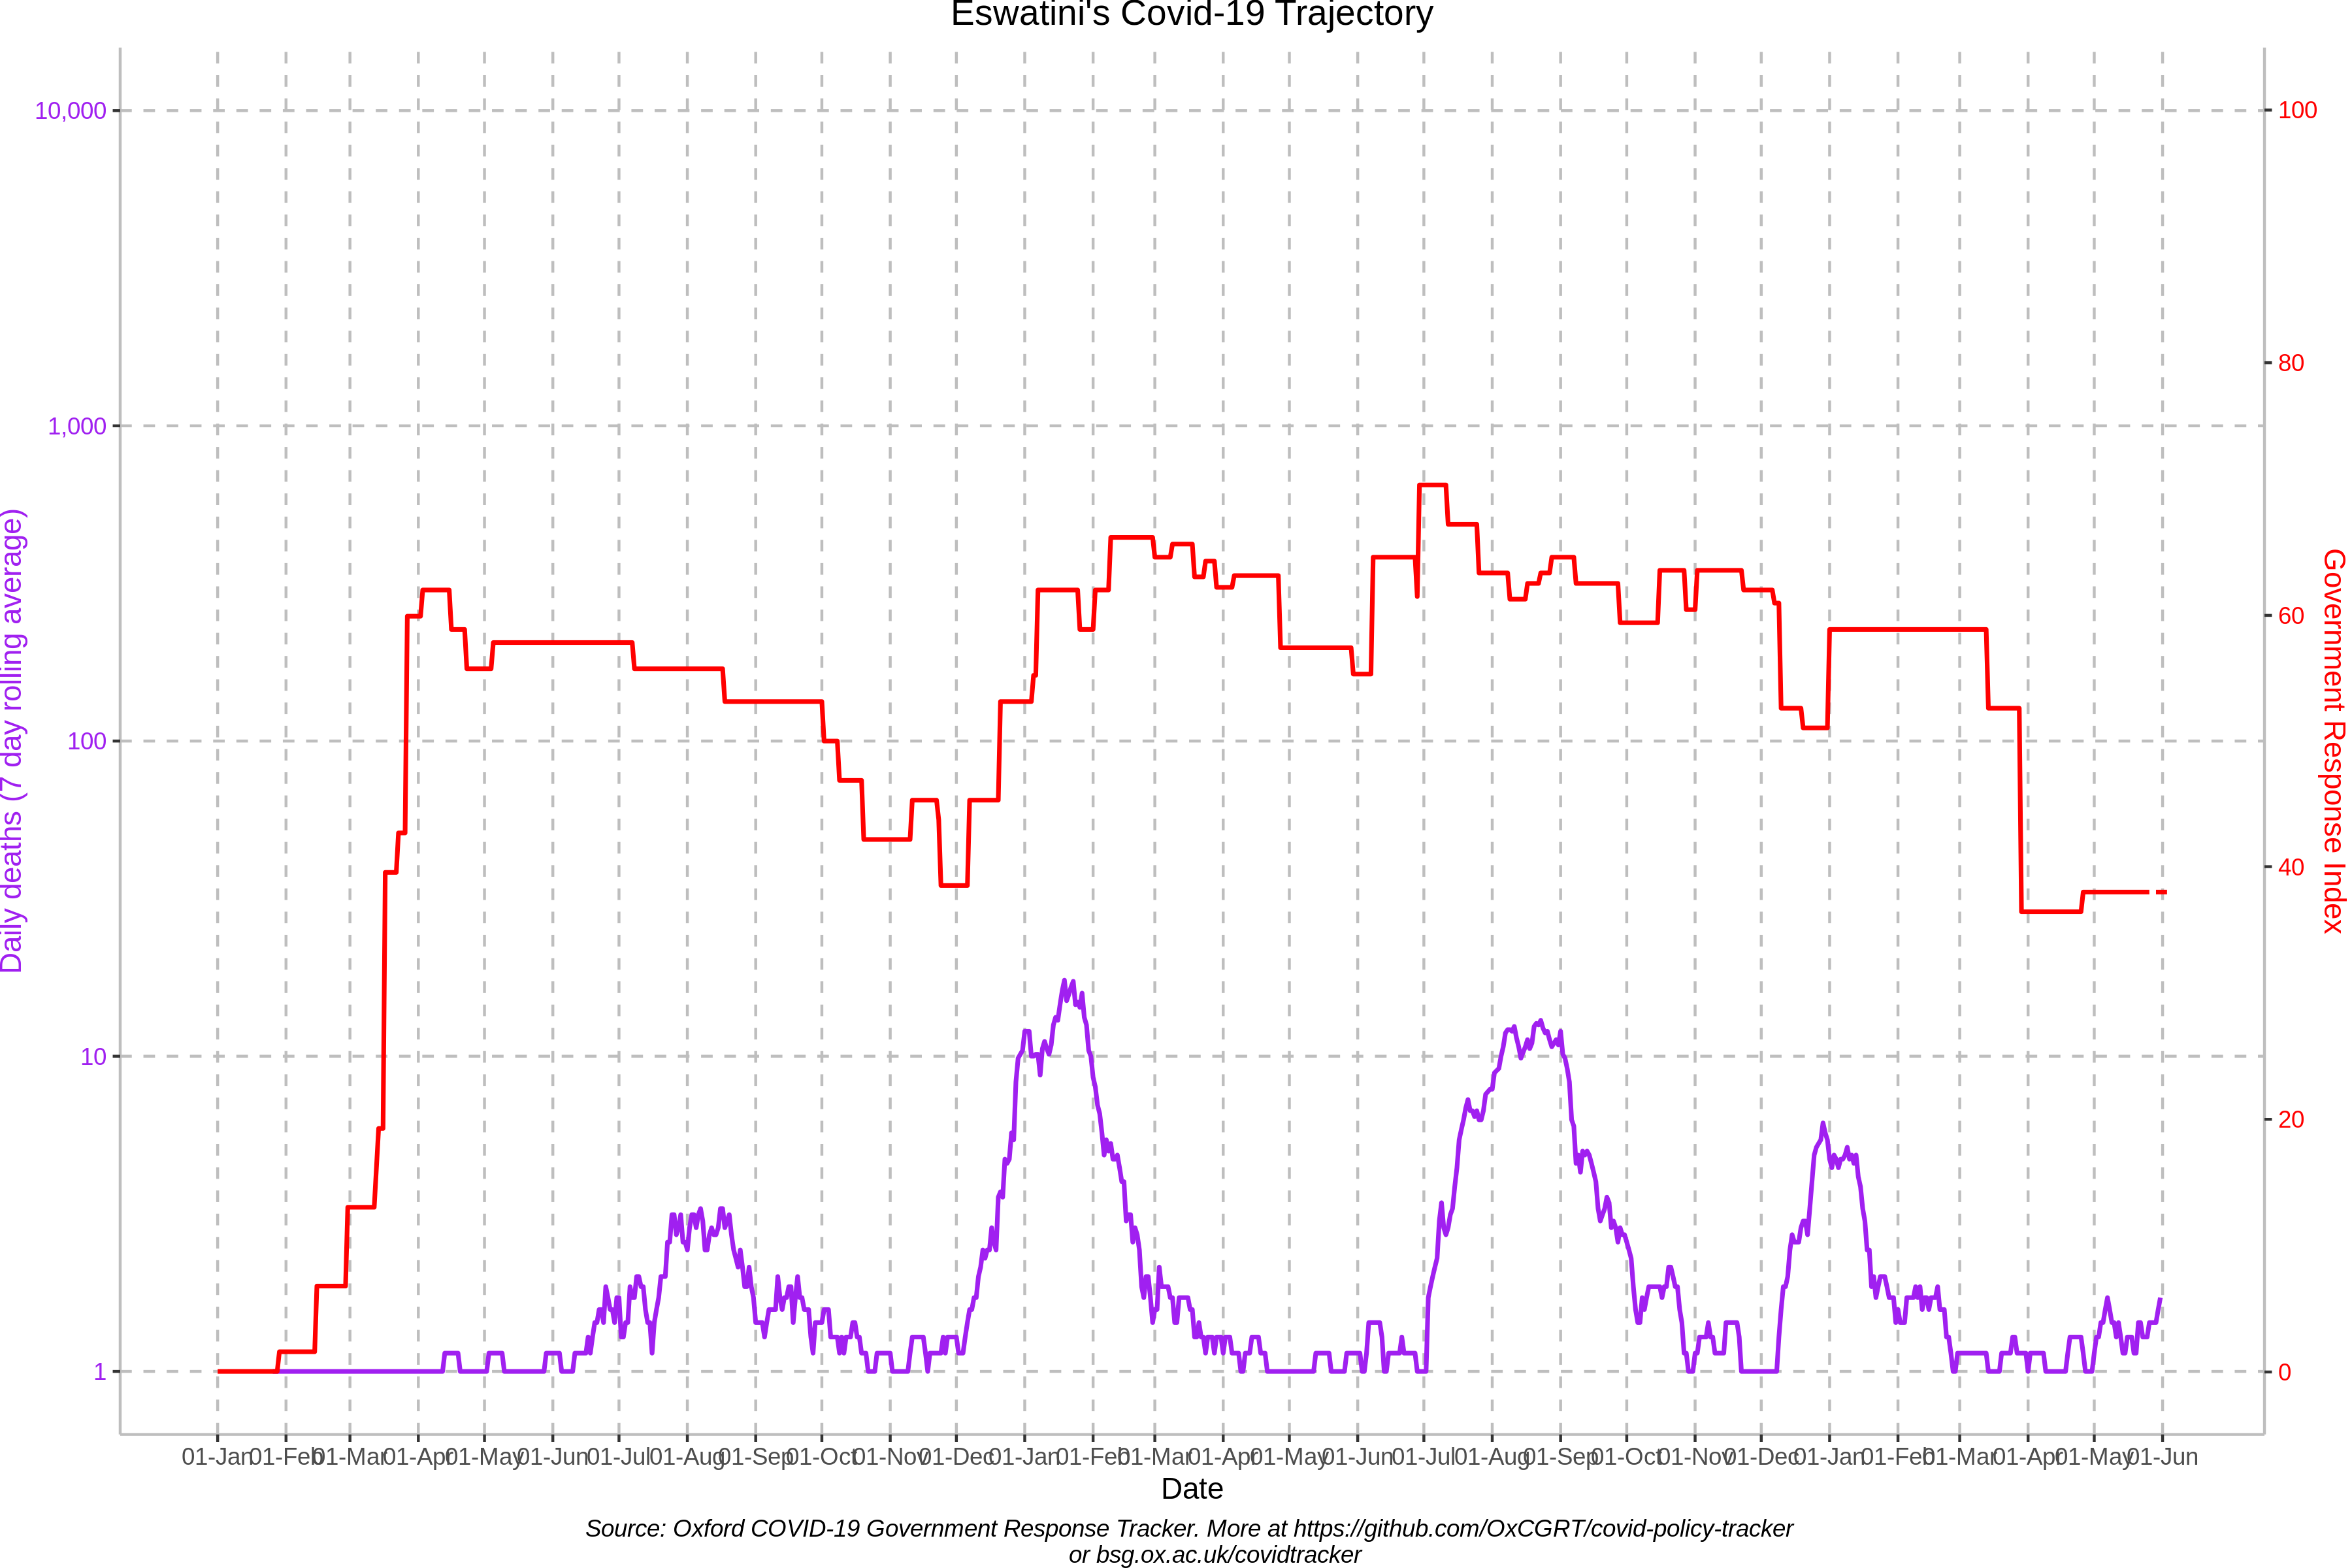 Eswatini's Covid-19 Trajectory
10,000
1,000
100
10
1
Daily deaths (7 day rolling average)
100
80
60
40
20
0
Government Response Index
01-Jan 01-Feb 01-Mar 01-Apr 01-May 01-Jun 01-Jul 01-Aug 01-Sep 01-Oct 01-Nov 01-Dec 01-Jan 01-Feb 01-Mar 01-Apr 01-May 01-Jun 01-Jul 01-Aug 01-Sep 01-Oct 01-Nov 01-Dec 01-Jan 01-Feb 01-Mar 01-Apr 01-May 01-Jun
Date
Source: Oxford COVID-19 Government Response Tracker. More at https://github.com/OxCGRT/covid-policy-tracker
or bsg.ox.ac.uk/covidtracker